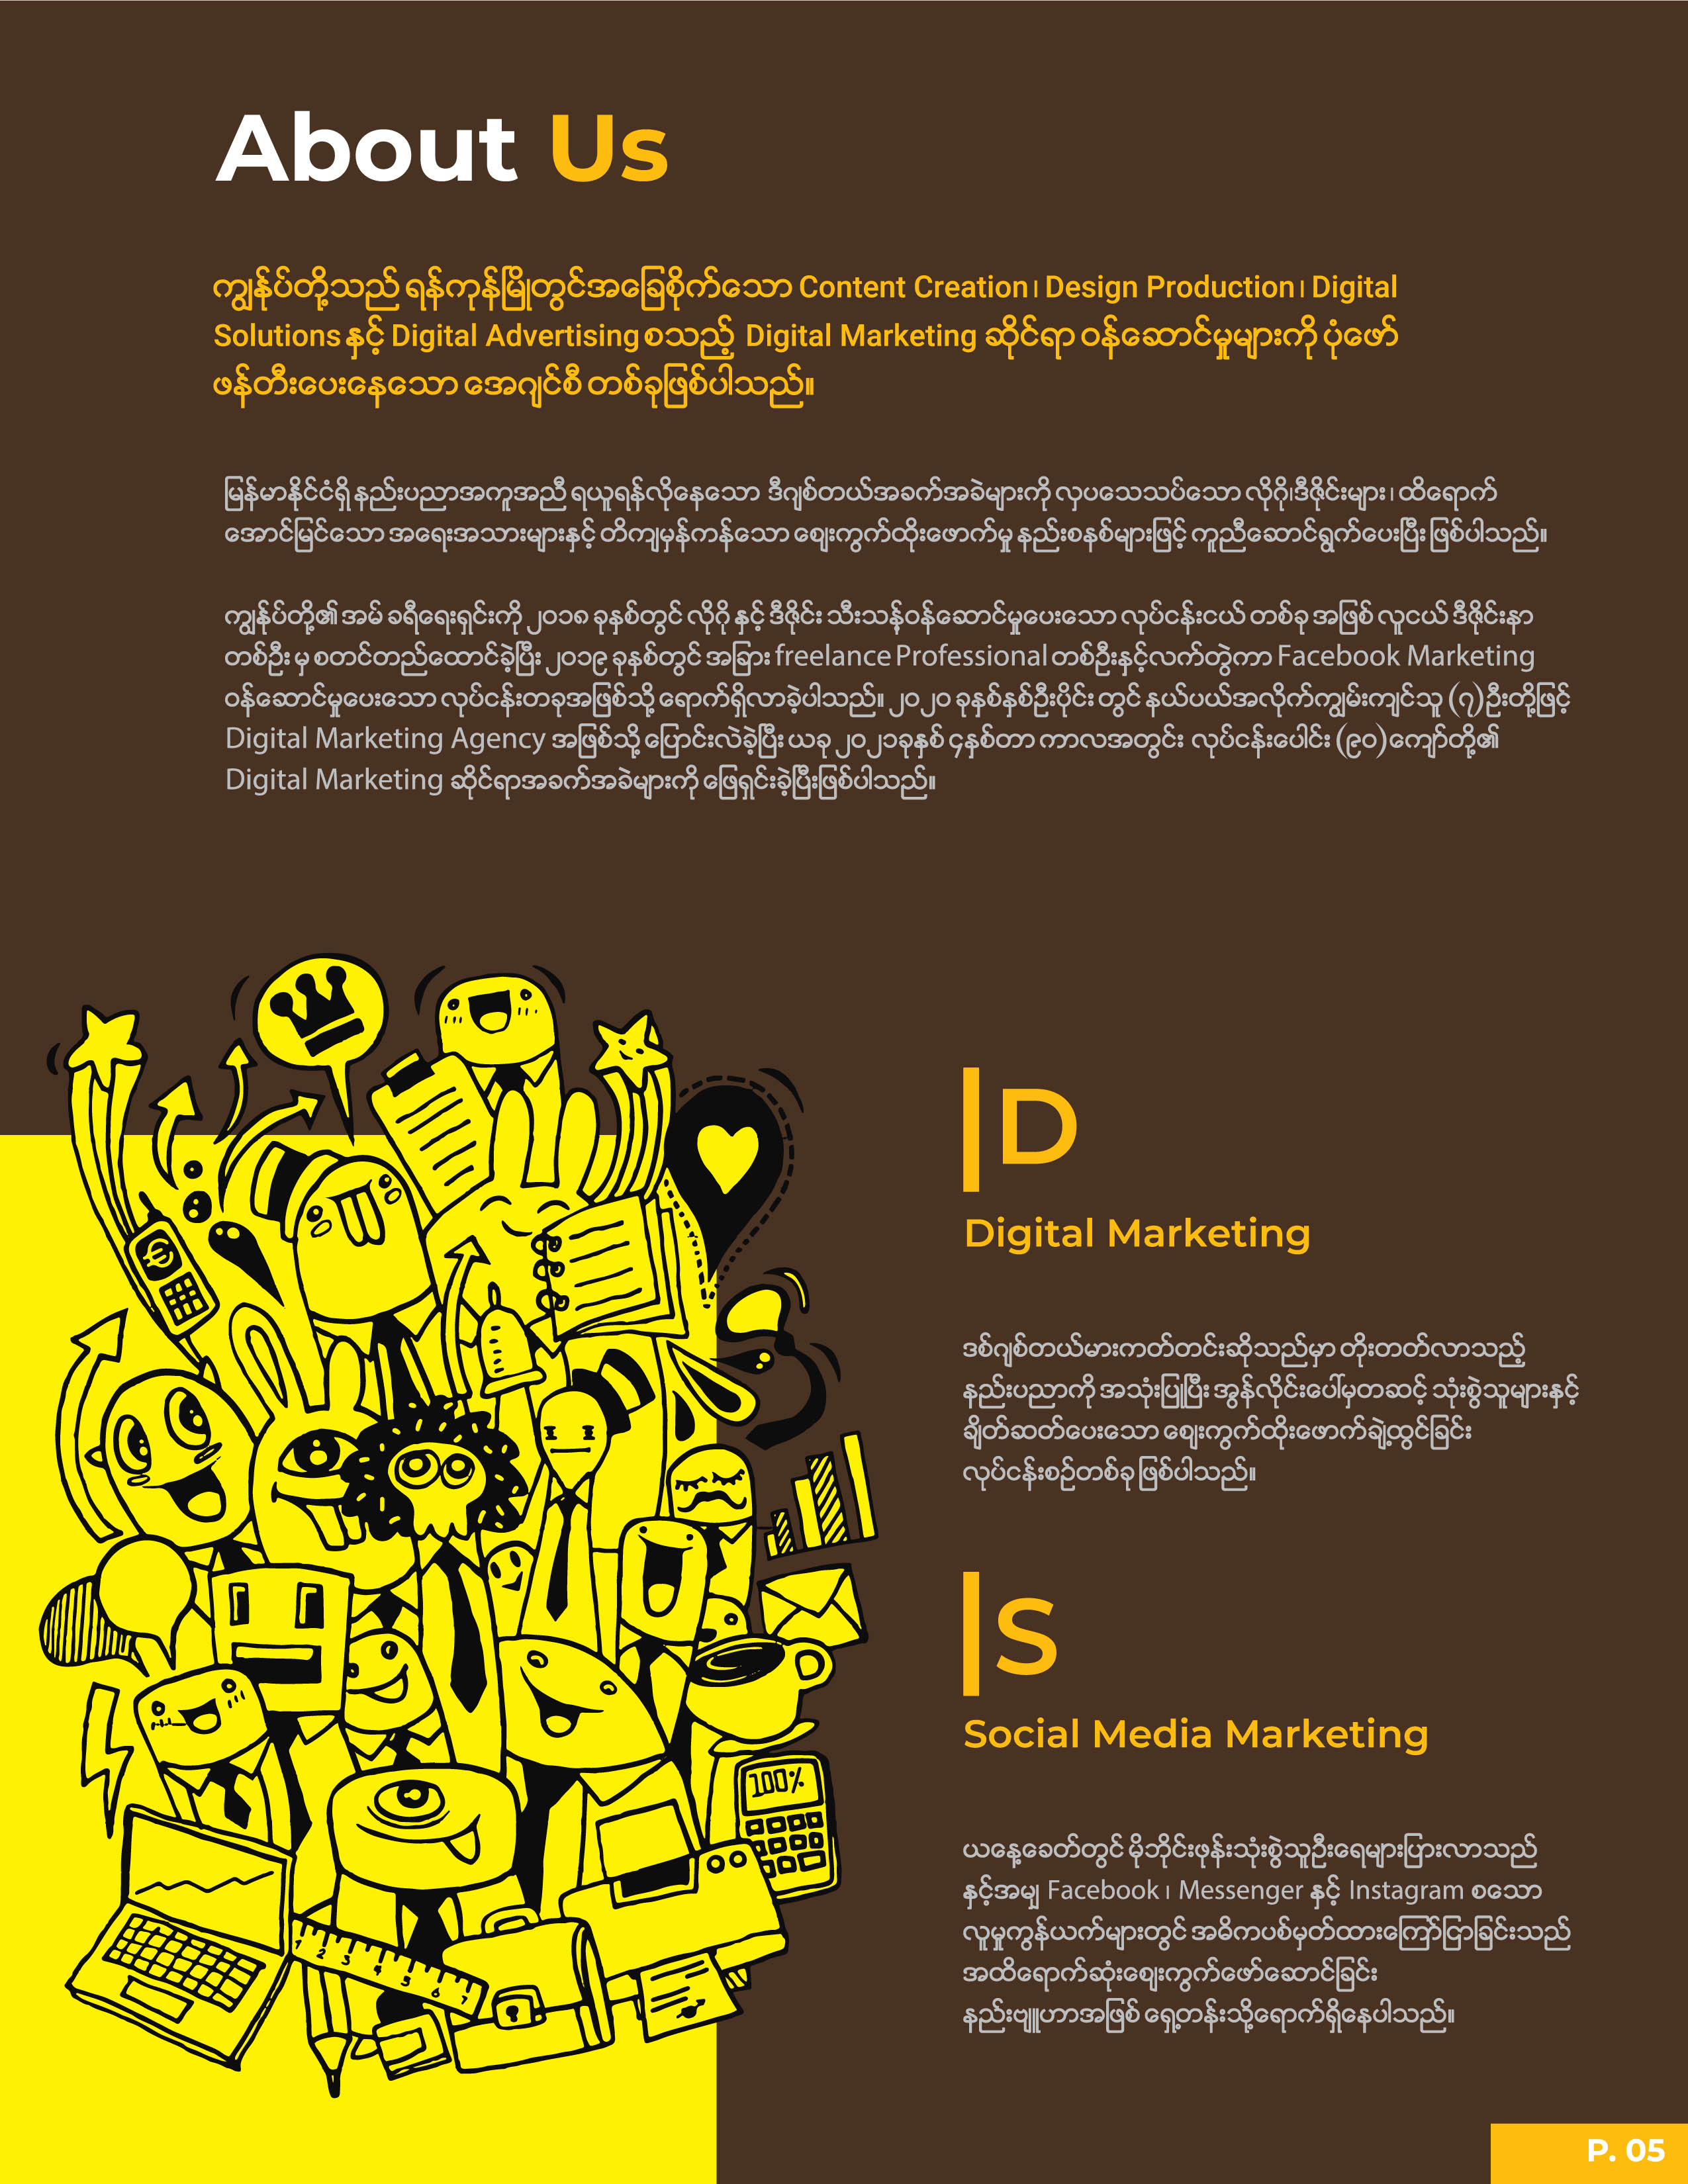 About Us
ကျွန်ုပ်တို့သည် ရန်ကုန်မြို့တွင်အခြေစိုက်သော Content Creation၊ Design Production၊ Digital
Solutions နှင့် Digital Advertising စသည့် Digital Marketing ဆိုင်ရာ ဝန်ဆောင်မှုများကို ပုံဖော်
ဖန်တီးပေးနေသော အေဂျင်စီ တစ်ခုဖြစ်ပါသည်။
မြန်မာနိုင်ငံရှိ နည်းပညာအကူအညီ ရယူရန်လိုနေသော ဒီဂျစ်တယ်အခက်အခဲများကို လှပသေသပ်သော လိုဂို၊ဒီဇိုင်းများ၊ ထိရောက်
အောင်မြင်သော အရေးအသားများနှင့် တိကျမှန်ကန်သော ဈေးကွက်ထိုးဖောက်မှု နည်းစနစ်များဖြင့် ကူညီဆောင်ရွက်ပေးပြီး ဖြစ်ပါသည်။
ကျွန်ုပ်တို့၏ အမ် ခရီရေးရှင်းကို ၂၀၁၈ ခုနှစ်တွင် လိုဂို နှင့် ဒီဇိုင်း သီးသန့်ဝန်ဆောင်မှုပေးသော လုပ်ငန်းငယ် တစ်ခု အဖြစ် လူငယ် ဒီဇိုင်းနာ
တစ်ဦး မှ စတင်တည်ထောင်ခဲ့ပြီး ၂၀၁၉ ခုနှစ်တွင် အခြား freelance Professional တစ်ဦးနှင့်လက်တွဲကာ Facebook Marketing
ဝန်ဆောင်မှုပေးသော လုပ်ငန်းတခုအဖြစ်သို့ ရောက်ရှိလာခဲ့ပါသည်။ ၂၀၂၀ ခုနှစ်နှစ်ဦးပိုင်း တွင် နယ်ပယ်အလိုက်ကျွမ်းကျင်သူ (၇)ဦးတို့ဖြင့်
Digital Marketing Agency အဖြစ်သို့ ပြောင်းလဲခဲ့ပြီး ယခု ၂၀၂၁ခုနှစ် ၄နှစ်တာ ကာလအတွင်း လုပ်ငန်းပေါင်း (၉၀)ကျော်တို့၏
Digital Marketing ဆိုင်ရာအခက်အခဲများကို ဖြေရှင်းခဲ့ပြီးဖြစ်ပါသည်။
D
Digital Marketing
ဒစ်ဂျစ်တယ်မားကတ်တင်းဆိုသည်မှာ တိုးတတ်လာသည့်
နည်းပညာကို အသုံးပြုပြီး အွန်လိုင်းပေါ်မှတဆင့် သုံးစွဲသူများနှင့်
ချိတ်ဆတ်ပေးသော ဈေးကွက်ထိုးဖောက်ချဲ့ထွင်ခြင်း
လုပ်ငန်းစဉ်တစ်ခု ဖြစ်ပါသည်။
S
Social Media Marketing
ယနေ့ခေတ်တွင် မိုဘိုင်းဖုန်းသုံးစွဲသူဦးရေများပြားလာသည်
နှင့်အမျှ Facebook၊ Messenger နှင့် Instagram စသော
လူမှုကွန်ယက်များတွင် အဓိကပစ်မှတ်ထားကြော်ငြာခြင်းသည်
အထိရောက်ဆုံးဈေးကွက်ဖော်ဆောင်ခြင်း
နည်းဗျူဟာအဖြစ် ရှေ့တန်းသို့ရောက်ရှိနေပါသည်။
100%
1 2 3 4 5 6 7
P. 05